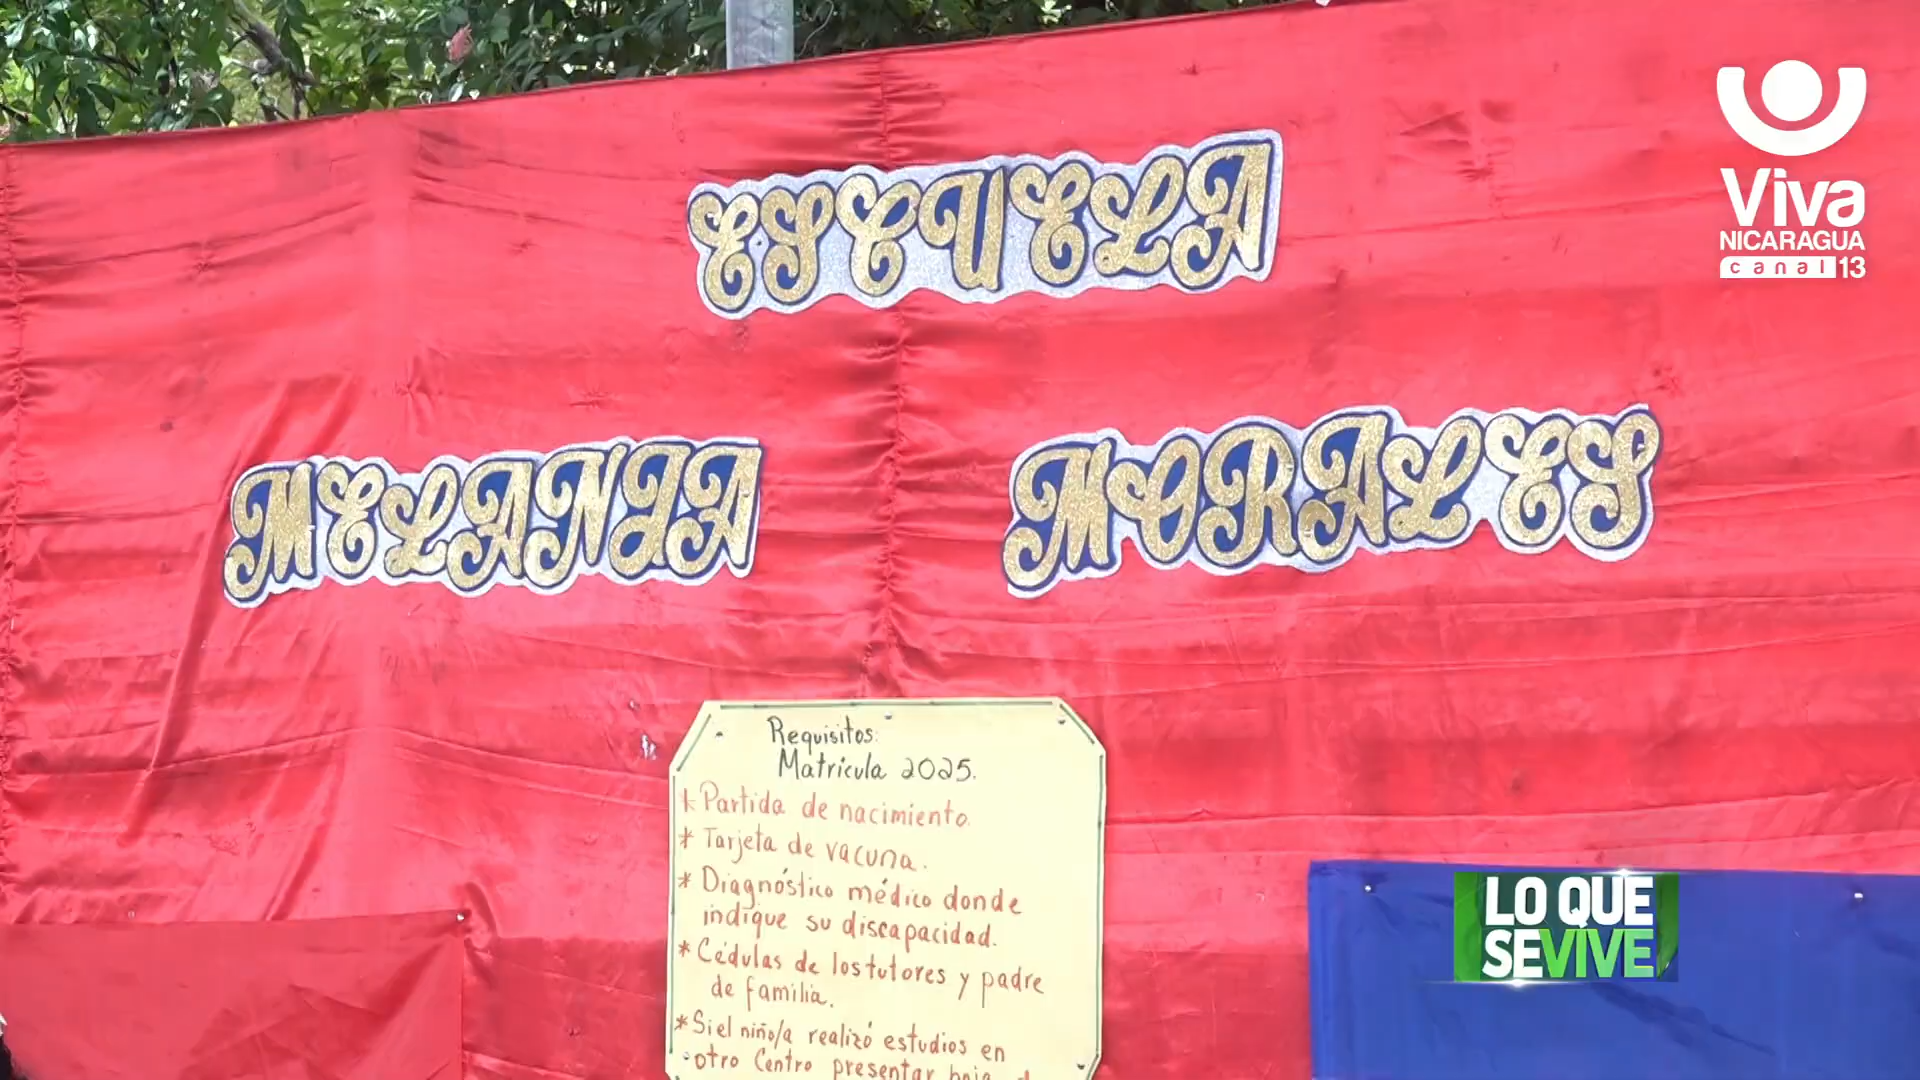 ESCUELA
MELANIA MORALES
Requisitos:
Matrícula 2025.
* Partida de nacimiento.
* Tarjeta de vacuna.
* Diagnóstico médico donde
indique su discapacidad.
* Cédulas de los tutores y padre
de familia.
* Si el niño/a realizó estudios en
otro Centro presentar
Viva
NICARAGUA
canal 13
LO QUE
SE VIVE